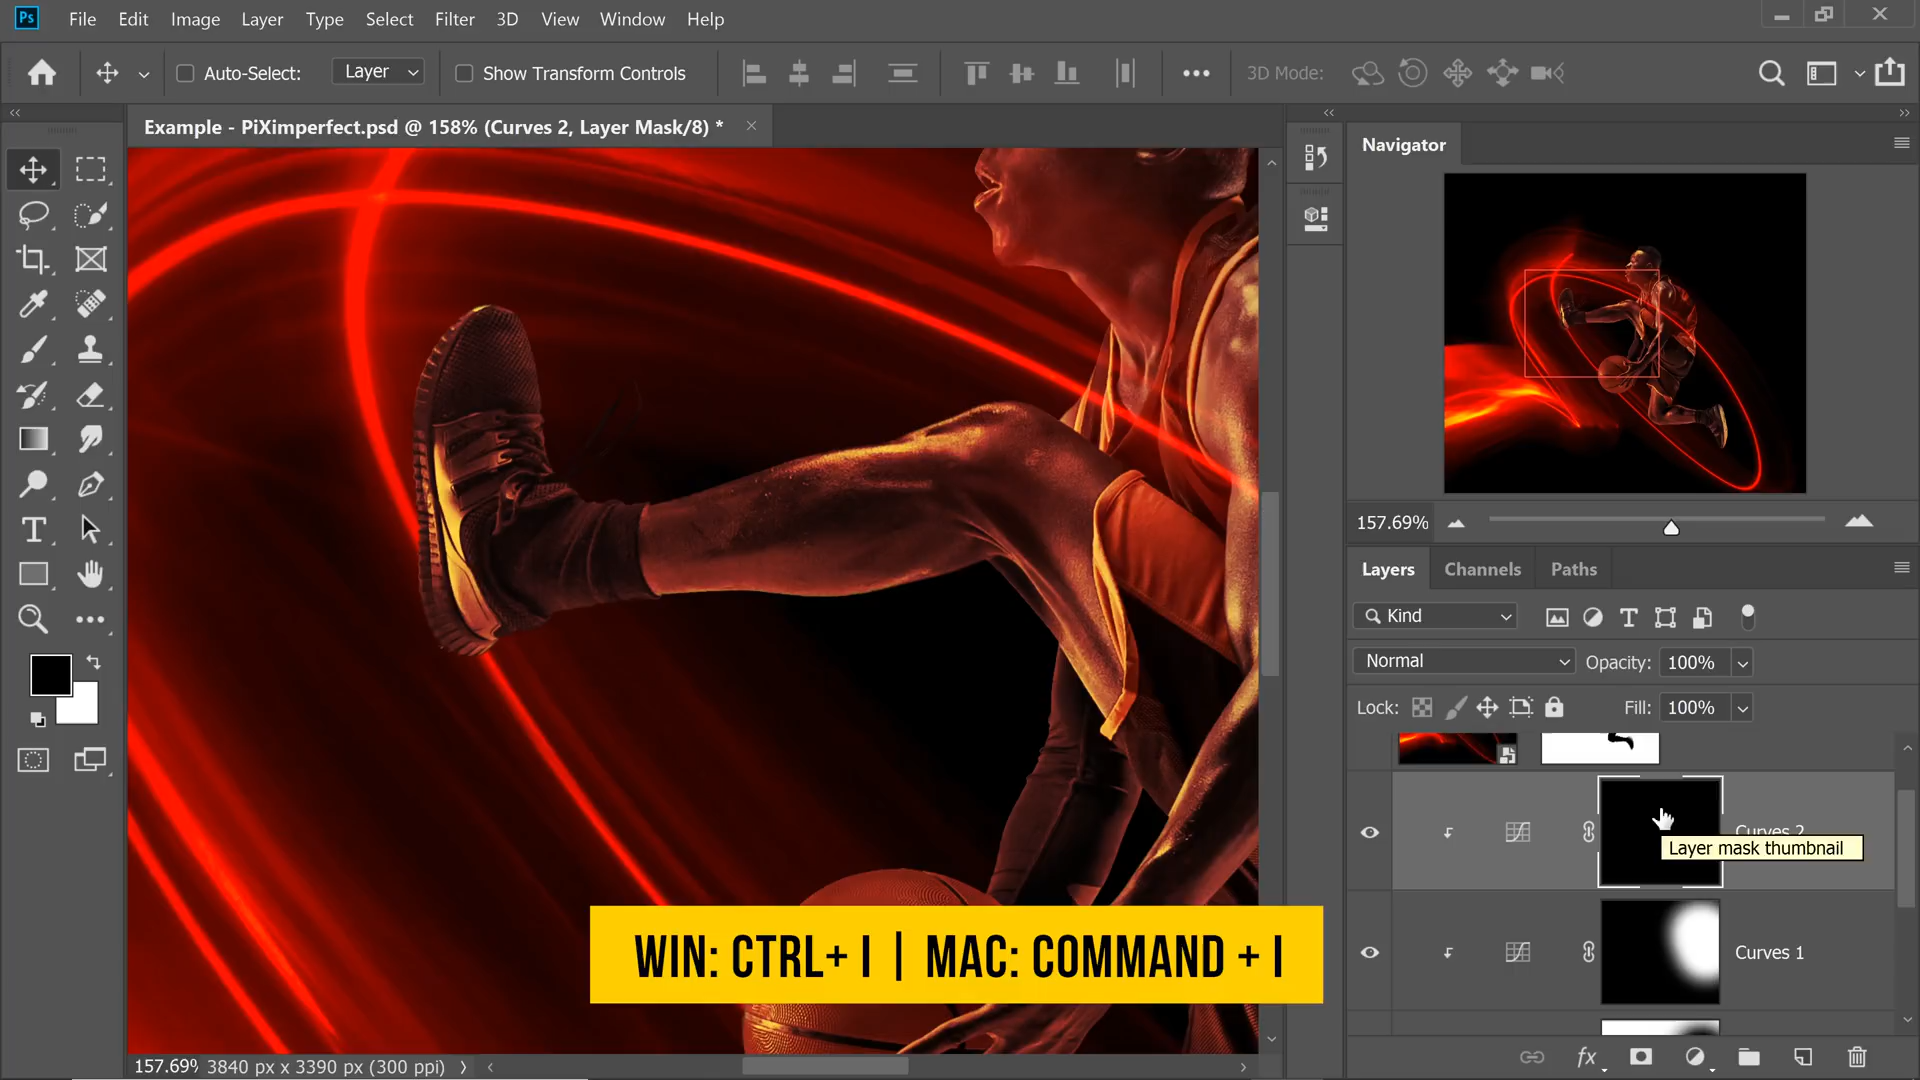 Ps File Edit Image Layer Type Select Filter 3D View Window Help
Auto-Select: Layer Show Transform Controls 3D Mode:
Example - PiXimperfect.psd @ 158% (Curves 2, Layer Mask/8) *
Navigator
157.69%
Layers Channels Paths
Kind
Normal Opacity: 100%
Lock: Fill: 100%
Curves 2
Layer mask thumbnail
Curves 1
WIN: CTRL+ I | MAC: COMMAND + I
157.69% 3840 px x 3390 px (300 ppi)
fx